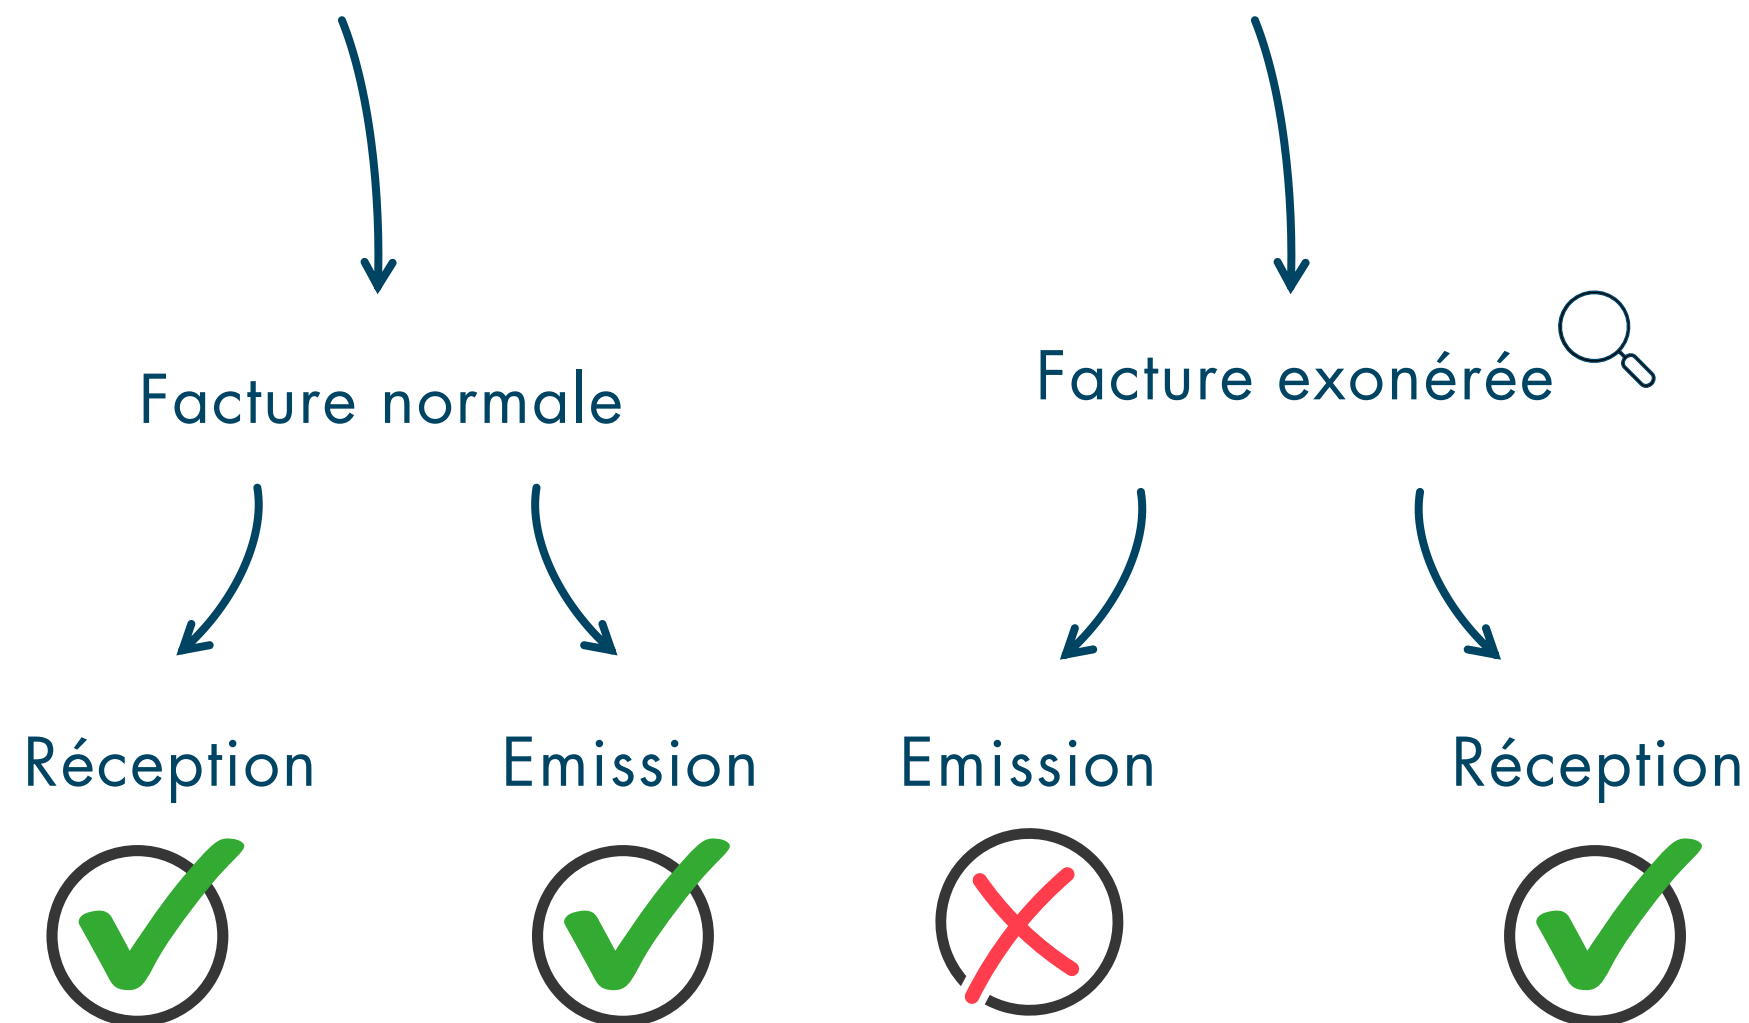 Facture normale
Facture exonérée
Réception
Emission
Emission
Réception